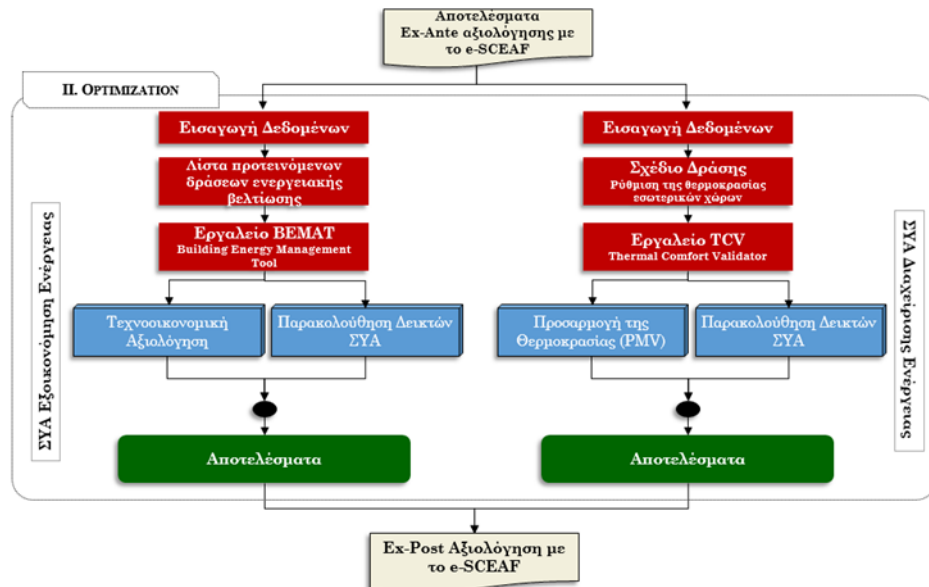 Αποτελέσματα
Ex-Ante αξιολόγησης με
το e-SCEAF
II. OPTIMIZATION
Εισαγωγή Δεδομένων
Λίστα προτεινόμενων
δράσεων ενεργειακής
βελτίωσης
Εργαλείο BEMAT
Building Energy Management
Tool
Τεχνοοικονομική
Αξιολόγηση
Παρακολούθηση Δεικτών
ΣΥΑ
Αποτελέσματα
ΣΥΑ Εξοικονόμηση Ενέργειας
Εισαγωγή Δεδομένων
Σχέδιο Δράσης
Ρύθμιση της θερμοκρασίας
εσωτερικών χώρων
Εργαλείο TCV
Thermal Comfort Validator
Προσαρμογή της
Θερμοκρασίας (PMV)
Παρακολούθηση Δεικτών
ΣΥΑ
Αποτελέσματα
ΣΥΑ Διαχείρισης Ενέργειας
Ex-Post Αξιολόγηση με
το e-SCEAF